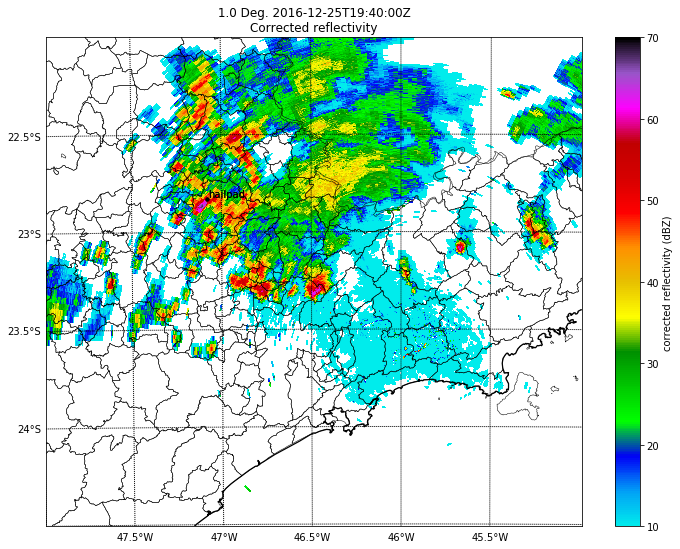 1.0 Deg. 2016-12-25T19:40:00Z
Corrected reflectivity
22.5°S
23°S
23.5°S
24°S
47.5°W
47°W
46.5°W
46°W
45.5°W
70
60
50
40
30
20
10
corrected reflectivity (dBZ)